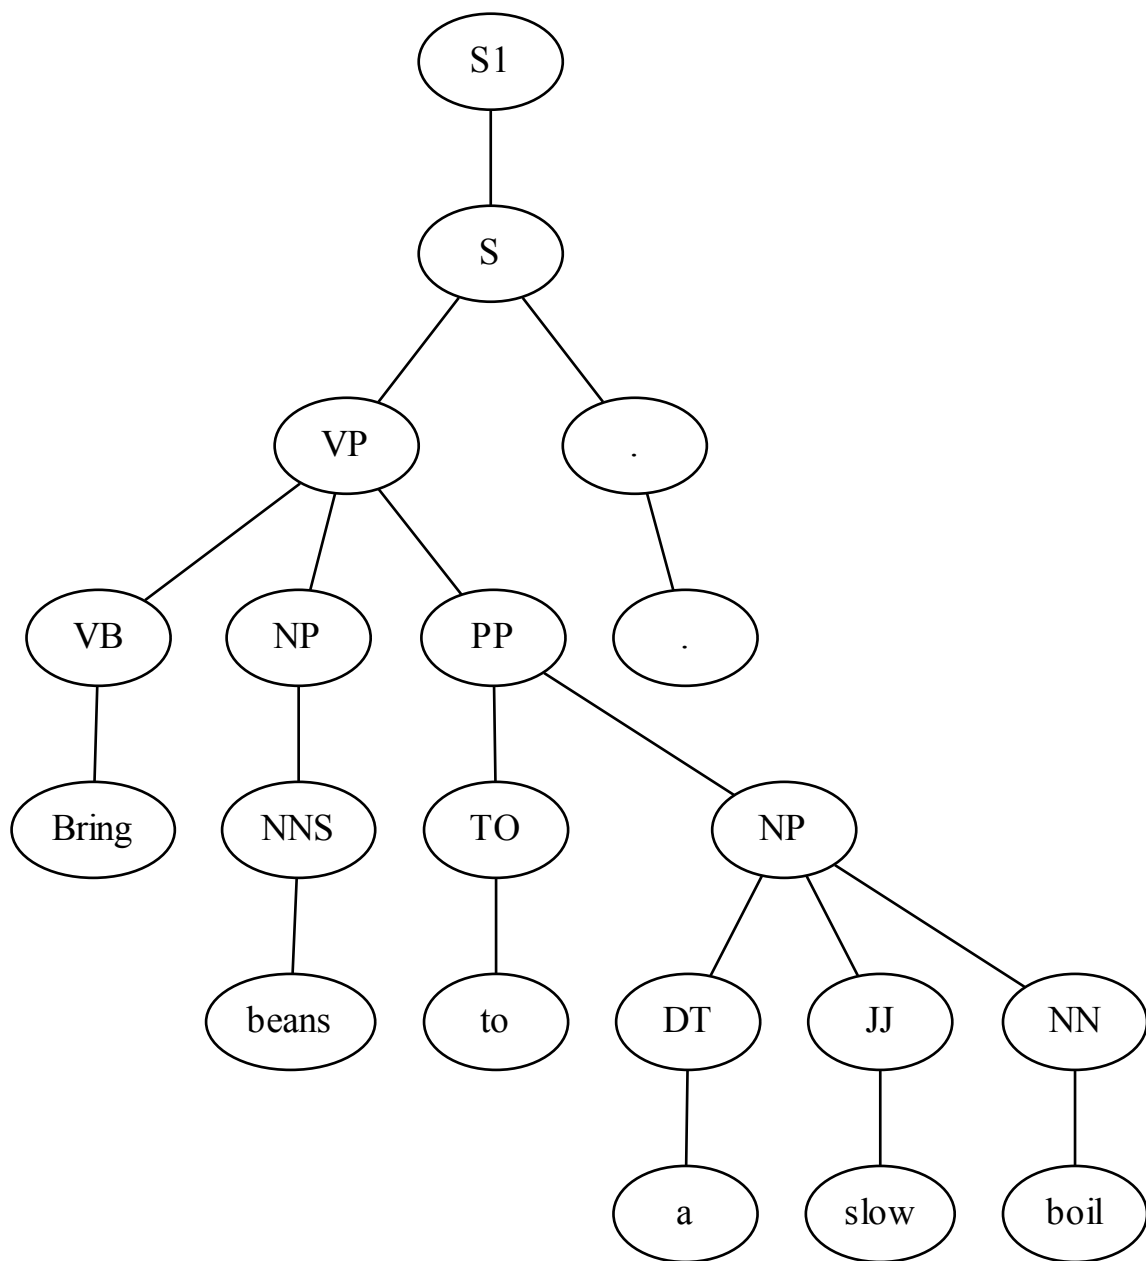 S1
S
VP .
VB NP PP .
Bring NNS TO NP
beans to DT JJ NN
a slow boil